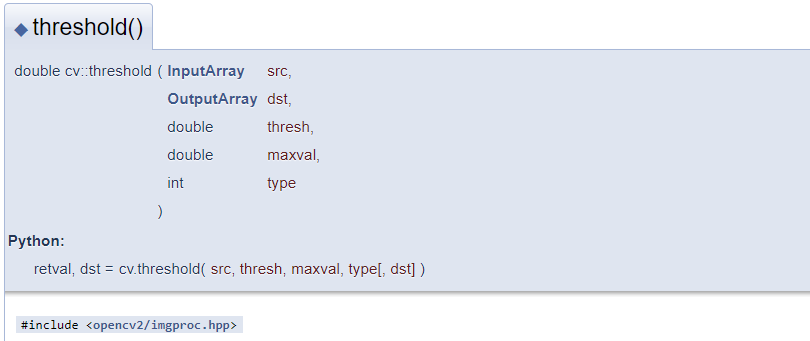 ◆ threshold()
double cv::threshold ( InputArray src,
OutputArray dst,
double thresh,
double maxval,
int type
)
Python:
retval, dst = cv.threshold( src, thresh, maxval, type[, dst] )
#include <opencv2/imgproc.hpp>